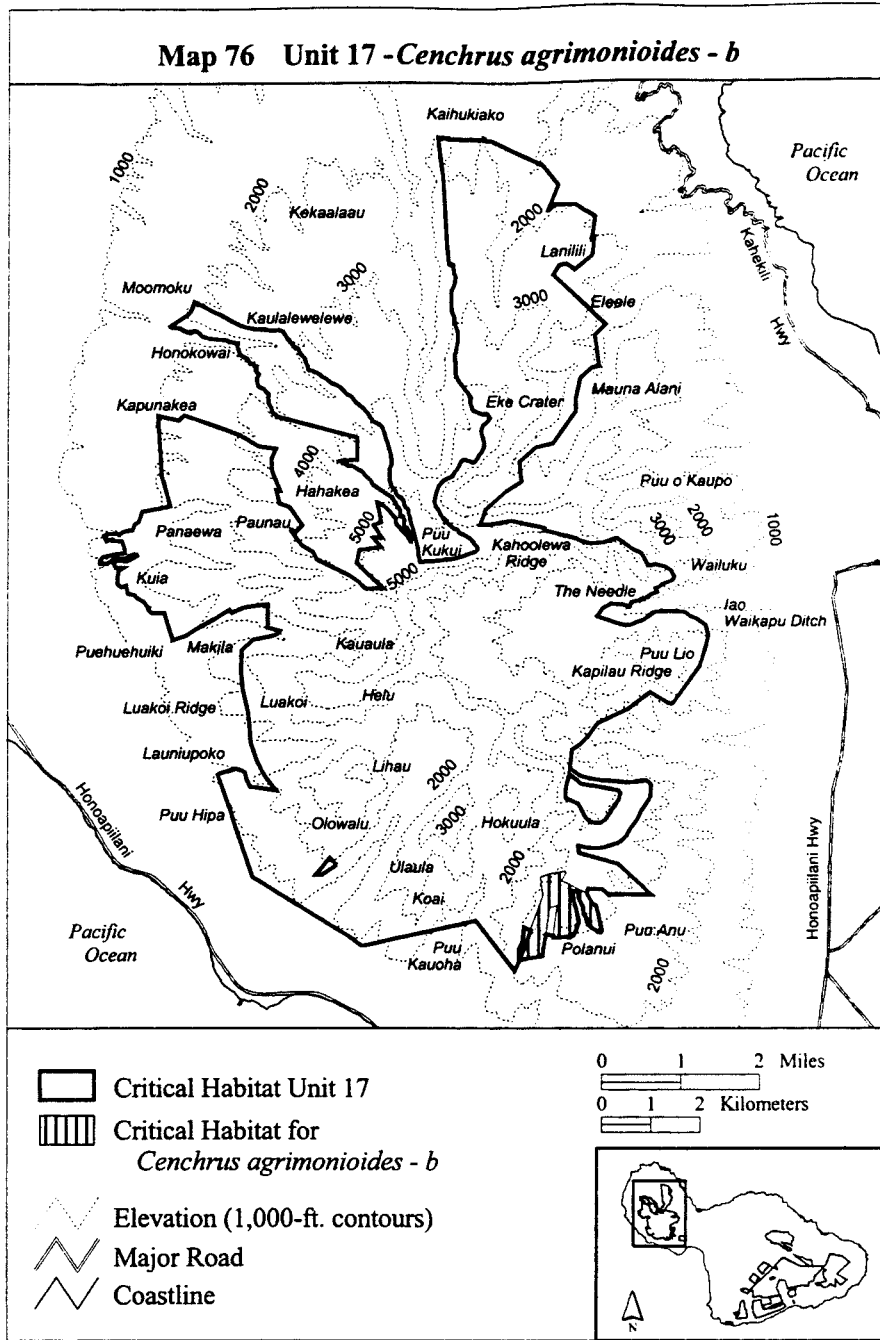 Map 76 Unit 17 - Cenchrus agrimonioides - b
Kaihukiako
Pacific
Ocean
1000
2000
Kekaalaau
2000
Lanilili
Kahekili
Hwy
3000
3000
Eleele
Moomoku
Kaulalewelewe
Honokowai
Kapunakea
Eke Crater
Mauna Alani
4000
Hahakea
Puu o Kaupo
3000
2000
1000
Panaewa
Paunau
5000
Puu
Kukui
Kahoolewa
Ridge
Wailuku
Kuia
5000
The Needle
Iao
Waikapu Ditch
Puehuehuiki
Makila
Kauaula
Puu Lio
Kapilau Ridge
Luakoi Ridge
Luakoi
Helu
Launiupoko
Lihau
2000
Puu Hipa
Olowalu
3000
Hokuula
Honoapiilani
Hwy
Honoapiilani Hwy
Ulaula
2000
Koai
Pacific
Ocean
Puu
Kauoha
Polanui
Puu Anu
2000
Critical Habitat Unit 17
Critical Habitat for
Cenchrus agrimonioides - b
Elevation (1,000-ft. contours)
Major Road
Coastline
0 1 2 Miles
0 1 2 Kilometers
N